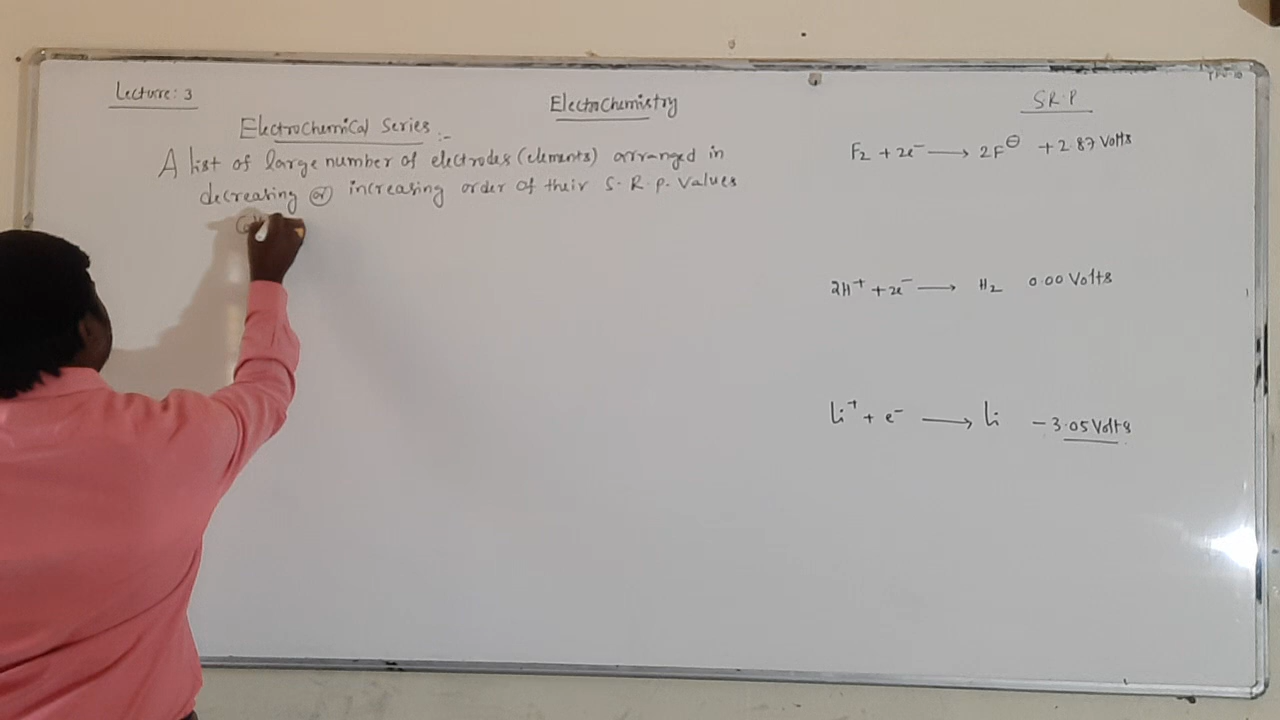 Lecture: 3
Electrochemistry
Electrochemical Series :-
A list of large number of electrodes (elements) arranged in
decreasing or increasing order of their S.R.P. Values
S.R.P
F₂ + 2e⁻ ⟶ 2F⊖ +2.87 Volts
2H⁺ + 2e⁻ ⟶ H₂ 0.00 Volts
Li⁺ + e⁻ ⟶ Li −3.05 Volts